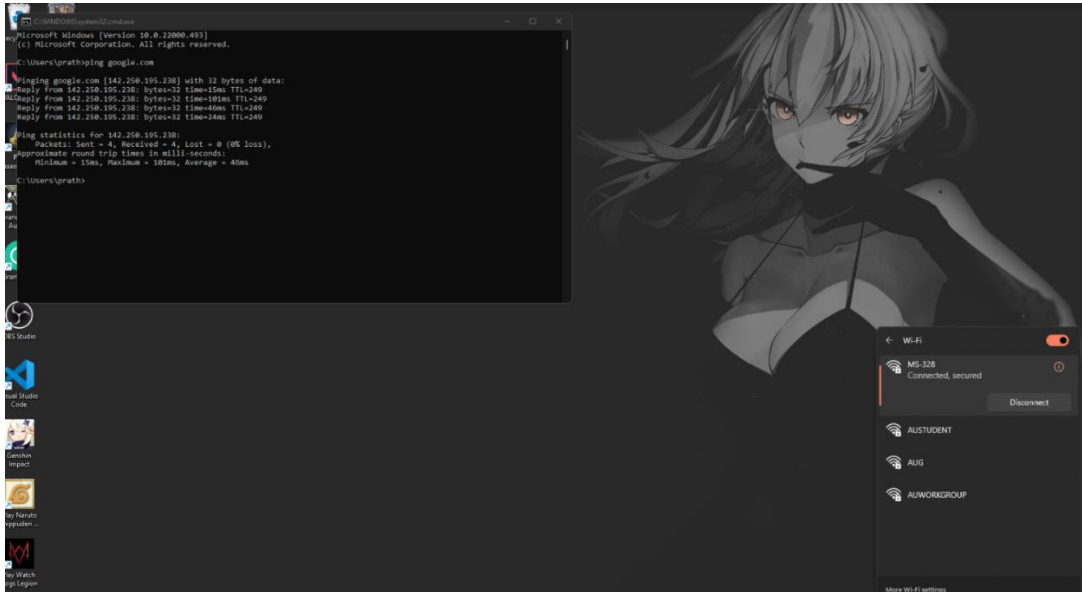 C:\WINDOWS\system32\cmd.exe
Microsoft Windows [Version 10.0.22000.493]
(c) Microsoft Corporation. All rights reserved.
C:\Users\prath>ping google.com
Pinging google.com [142.250.195.238] with 32 bytes of data:
Reply from 142.250.195.238: bytes=32 time=15ms TTL=249
Reply from 142.250.195.238: bytes=32 time=101ms TTL=249
Reply from 142.250.195.238: bytes=32 time=46ms TTL=249
Reply from 142.250.195.238: bytes=32 time=24ms TTL=249
Ping statistics for 142.250.195.238:
Packets: Sent = 4, Received = 4, Lost = 0 (0% loss),
Approximate round trip times in milli-seconds:
Minimum = 15ms, Maximum = 101ms, Average = 46ms
C:\Users\prath>
OBS Studio
Studio
Code
Genshin
Impact
Naruto
Watch
Legion
Wi-Fi
MS-328
Connected, secured
Disconnect
AUSTUDENT
AUG
AUWORKGROUP
More Wi-Fi settings